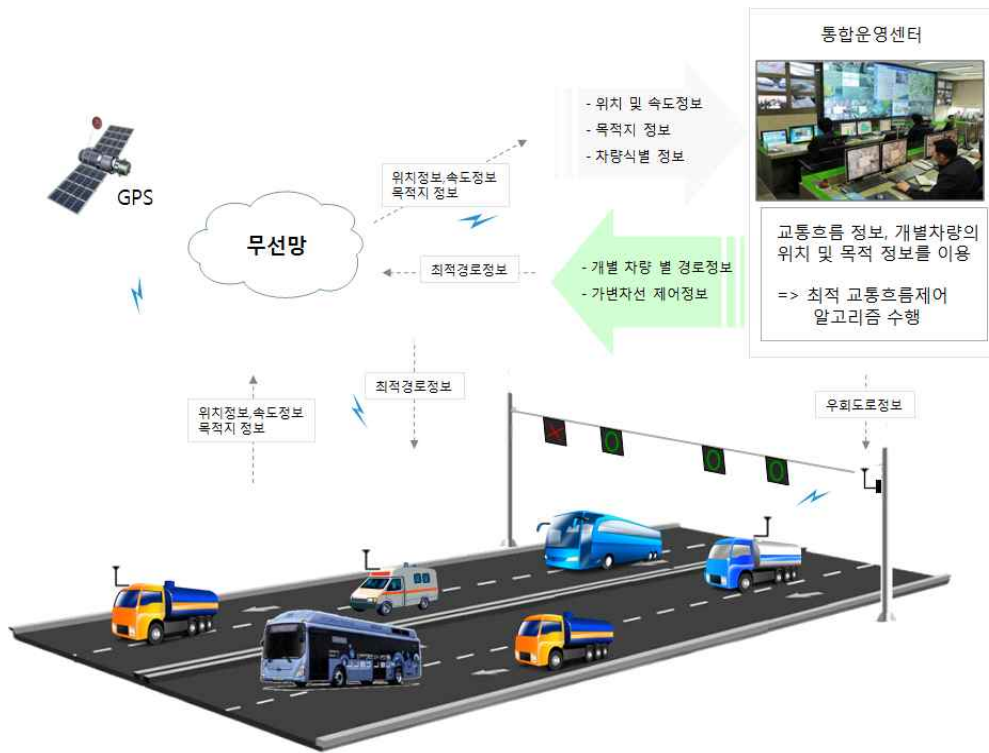 통합운영센터
- 위치 및 속도정보
- 목적지 정보
- 차량식별 정보
GPS
위치정보,속도정보
목적지 정보
무선망
최적경로정보
- 개별 차량 별 경로정보
- 가변차선 제어정보
교통흐름 정보, 개별차량의
위치 및 목적 정보를 이용
=> 최적 교통흐름제어
알고리즘 수행
최적경로정보
위치정보,속도정보
목적지 정보
우회도로정보